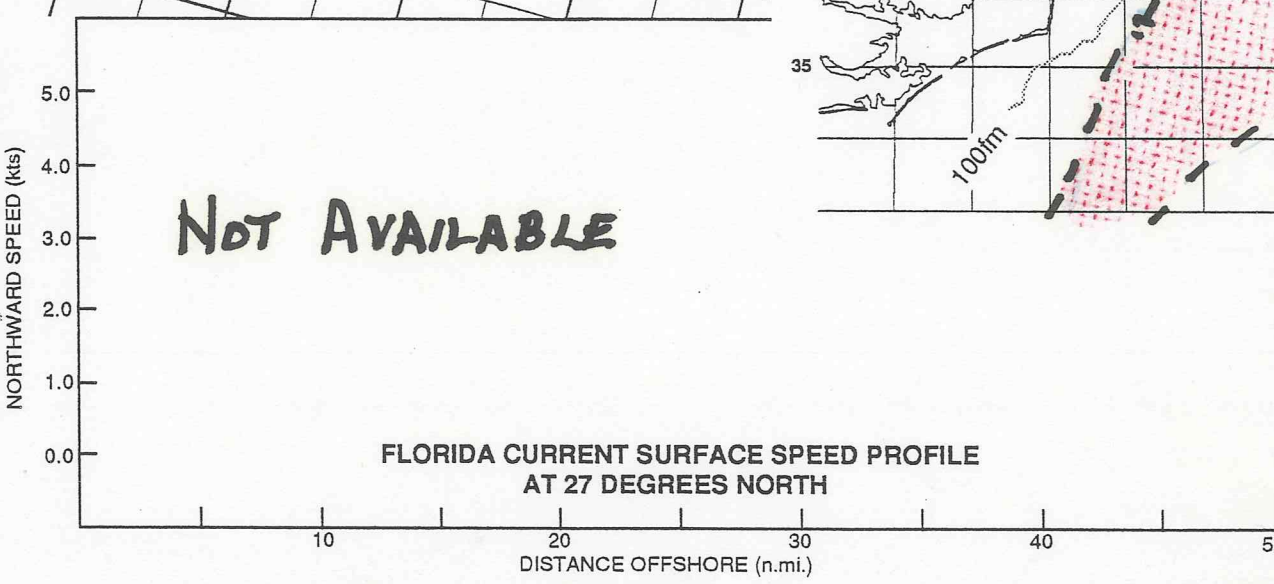 35
100fm
NORTHWARD SPEED (kts)
5.0
4.0
3.0
2.0
1.0
0.0
NOT AVAILABLE
FLORIDA CURRENT SURFACE SPEED PROFILE
AT 27 DEGREES NORTH
10 20 30 40 5
DISTANCE OFFSHORE (n.mi.)